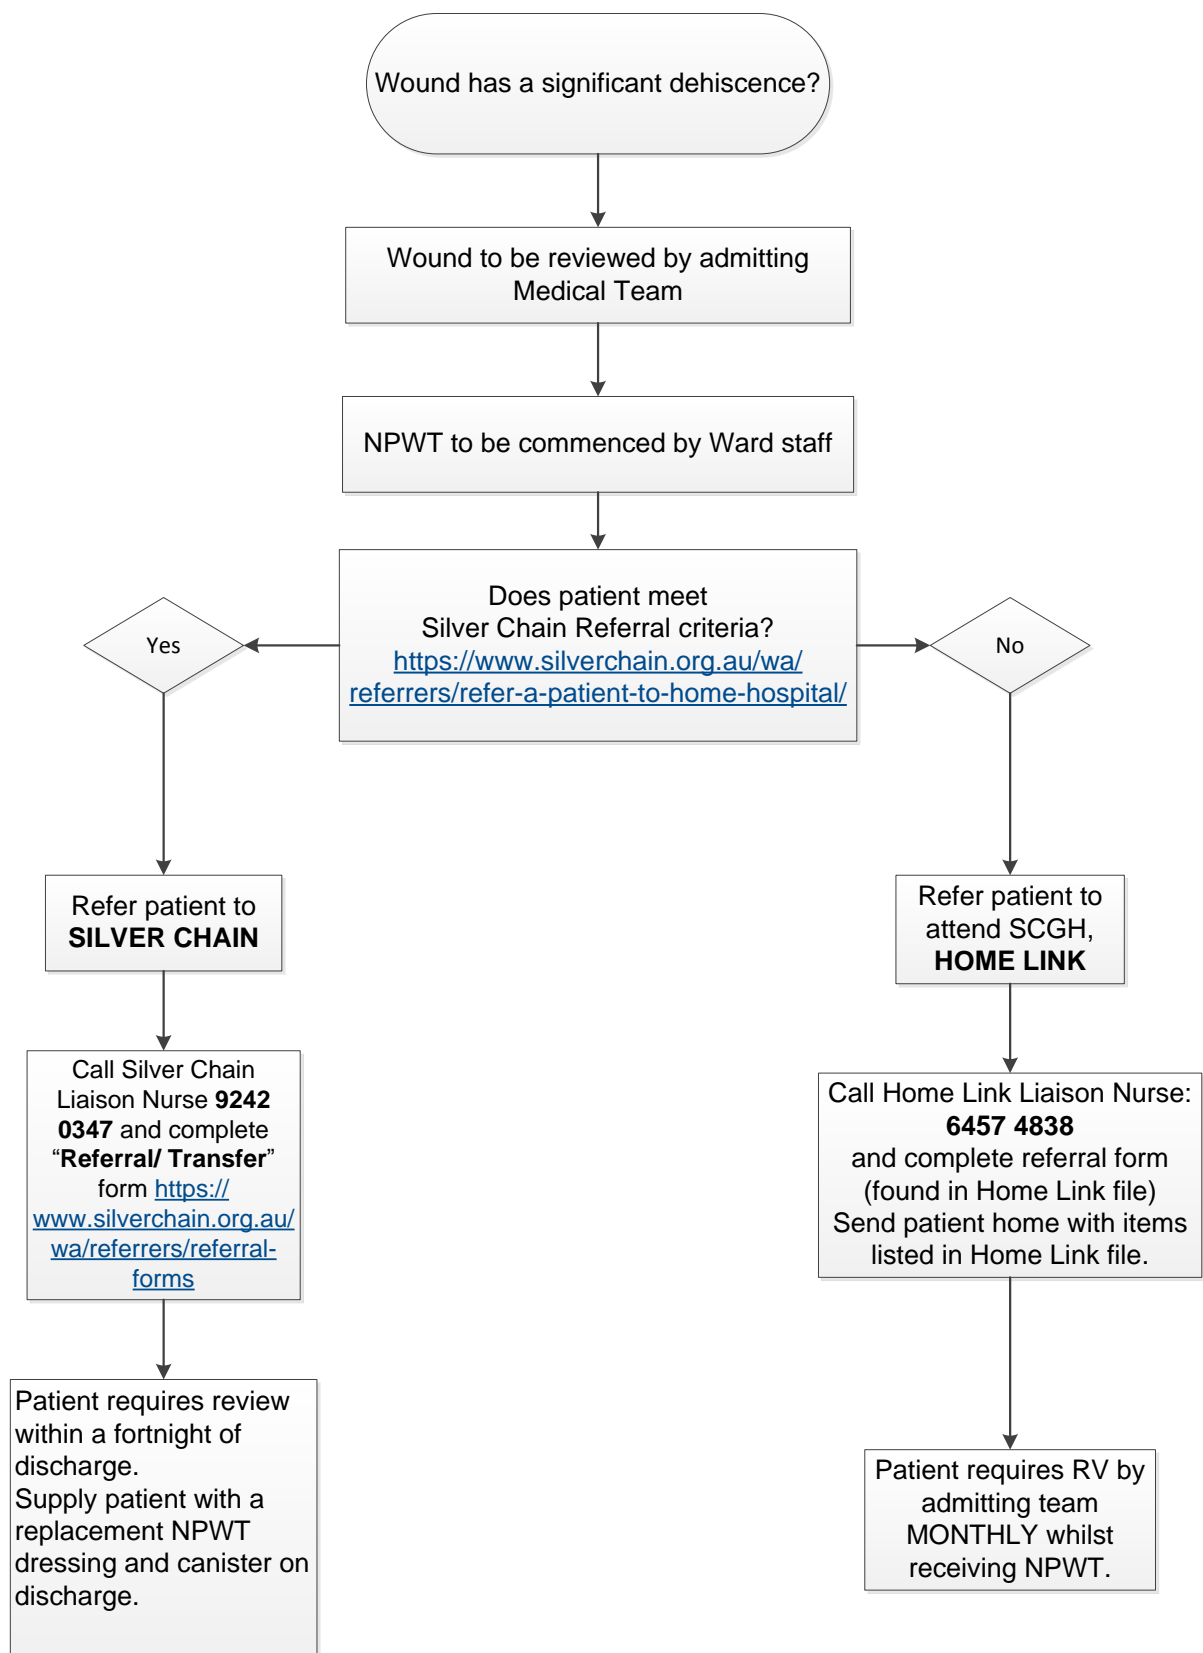 Wound has a significant dehiscence?
Wound to be reviewed by admitting
Medical Team
NPWT to be commenced by Ward staff
Does patient meet
Silver Chain Referral criteria?
https://www.silverchain.org.au/wa/
referrers/refer-a-patient-to-home-hospital/
Yes
No
Refer patient to
SILVER CHAIN
Call Silver Chain
Liaison Nurse 9242
0347 and complete
“Referral/ Transfer”
form https://
www.silverchain.org.au/
wa/referrers/referral-
forms
Patient requires review
within a fortnight of
discharge.
Supply patient with a
replacement NPWT
dressing and canister on
discharge.
Refer patient to
attend SCGH,
HOME LINK
Call Home Link Liaison Nurse:
6457 4838
and complete referral form
(found in Home Link file)
Send patient home with items
listed in Home Link file.
Patient requires RV by
admitting team
MONTHLY whilst
receiving NPWT.